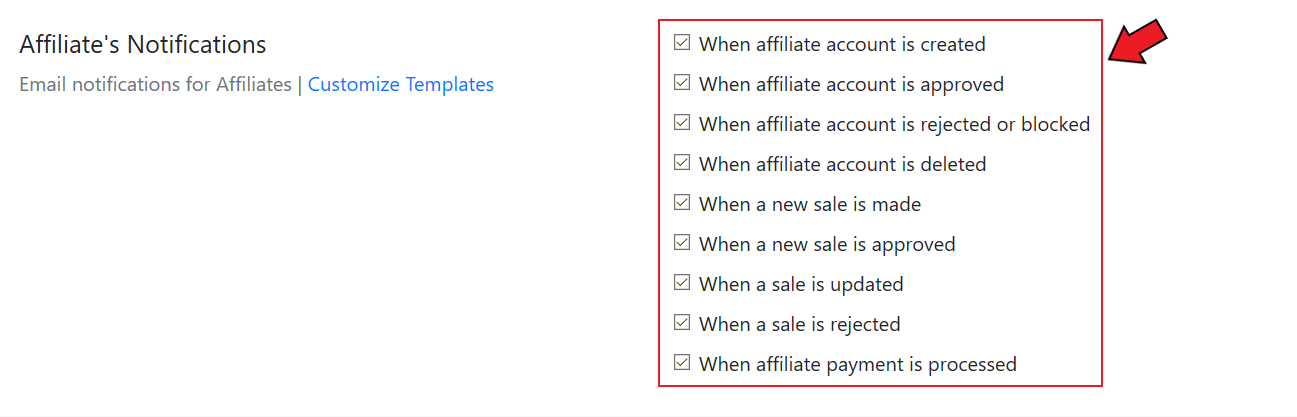 Affiliate's Notifications
Email notifications for Affiliates | Customize Templates
When affiliate account is created
When affiliate account is approved
When affiliate account is rejected or blocked
When affiliate account is deleted
When a new sale is made
When a new sale is approved
When a sale is updated
When a sale is rejected
When affiliate payment is processed